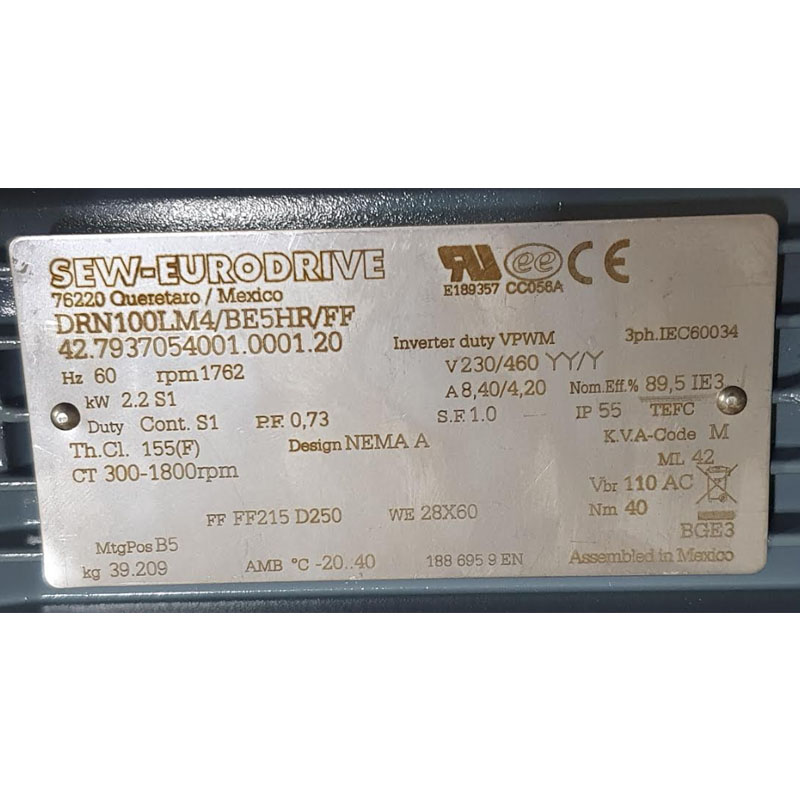 SEW-EURODRIVE
76220 Queretaro / Mexico
E189357 CC056A
DRN100LM4/BE5HR/FF
42.7937054001.0001.20
Inverter duty VPWM 3ph.IEC60034
Hz 60 rpm 1762 V 230/460 YY/Y
kW 2.2 S1 A 8,40/4,20 Nom.Eff.% 89,5 IE3
Duty Cont. S1 P.F. 0,73 S.F. 1.0 IP 55 TEFC
Th.Cl. 155(F) Design NEMA A K.V.A-Code M
CT 300-1800rpm ML 42
Vbr 110 AC
FF FF215 D250 WE 28X60 Nm 40
BGE3
MtgPos B5
kg 39.209 AMB °C -20..40 188 695 9 EN Assembled in Mexico